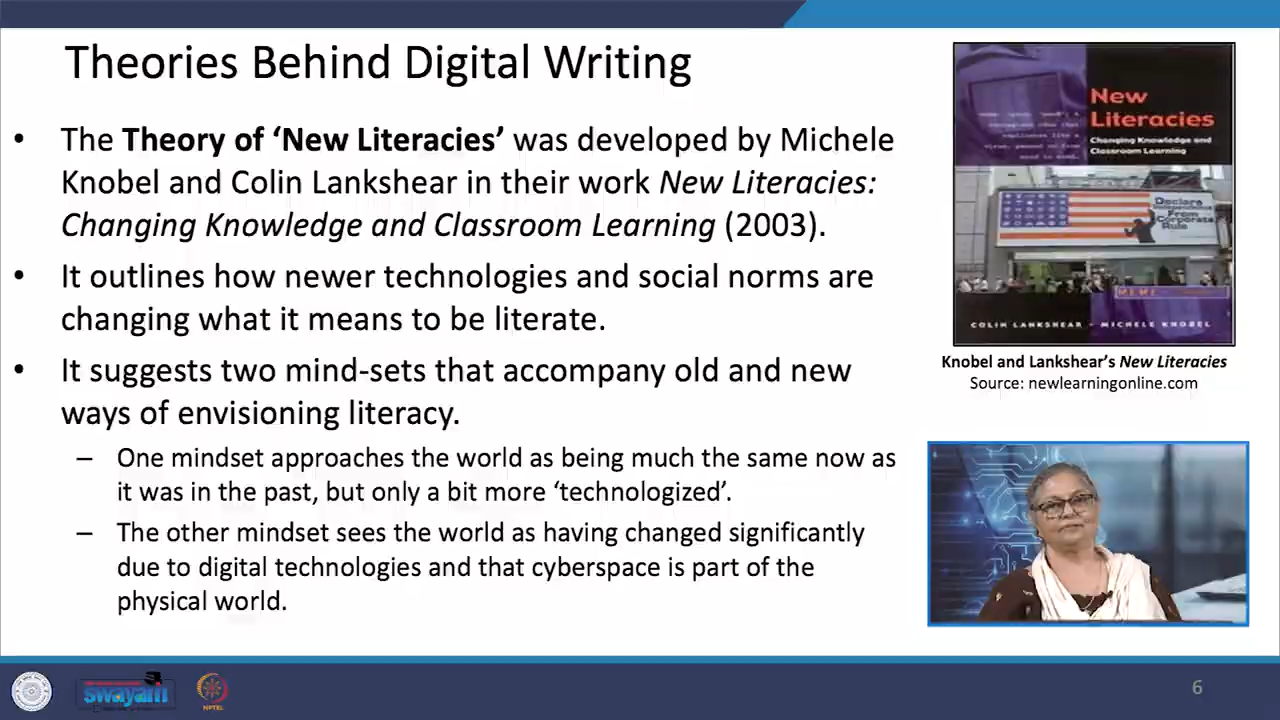 Theories Behind Digital Writing
• The Theory of ‘New Literacies’ was developed by Michele
Knobel and Colin Lankshear in their work New Literacies:
Changing Knowledge and Classroom Learning (2003).
• It outlines how newer technologies and social norms are
changing what it means to be literate.
• It suggests two mind-sets that accompany old and new
ways of envisioning literacy.
– One mindset approaches the world as being much the same now as
it was in the past, but only a bit more ‘technologized’.
– The other mindset sees the world as having changed significantly
due to digital technologies and that cyberspace is part of the
physical world.
New
Literacies
Changing Knowledge and
Classroom Learning
Declare
Independence
From Corporate
Rule
COLIN LANKSHEAR - MICHELE KNOBEL
Knobel and Lankshear’s New Literacies
Source: newlearningonline.com
swayam
NPTEL
6